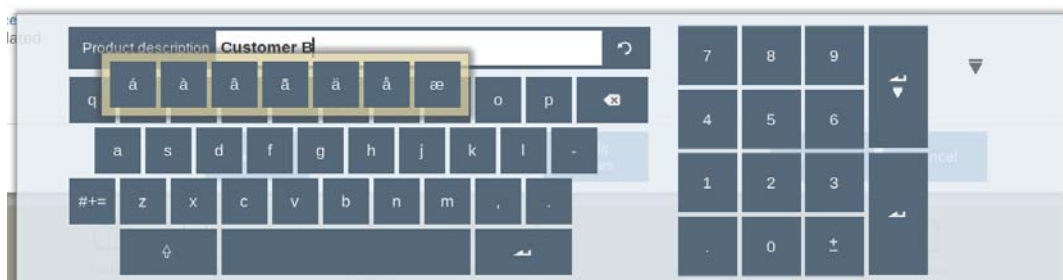 Product description Customer B
7 8 9
á à â ã ä å æ
q o p
4 5 6
a s d f g h j k l -
1 2 3
#+= z x c v b n m , .
. 0 ±